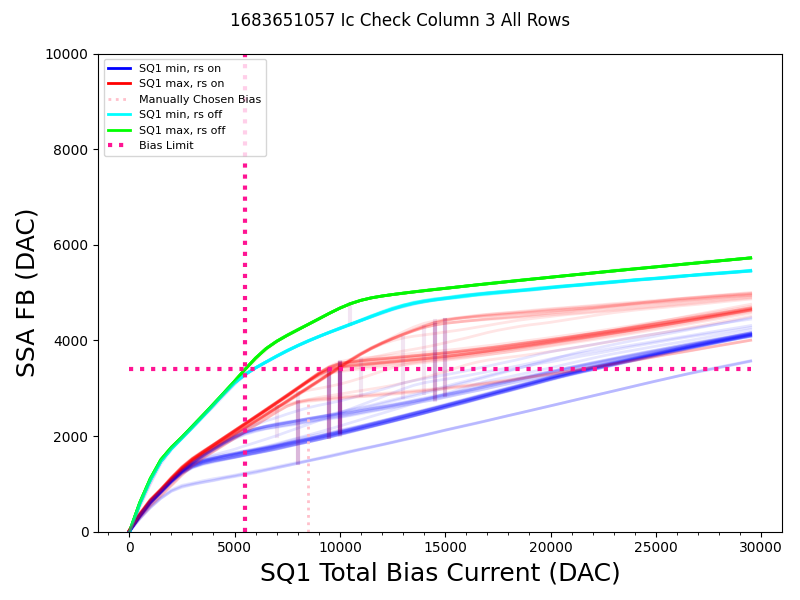 1683651057 Ic Check Column 3 All Rows
10000
8000
6000
4000
2000
0
SSA FB (DAC)
SQ1 min, rs on
SQ1 max, rs on
Manually Chosen Bias
SQ1 min, rs off
SQ1 max, rs off
Bias Limit
0 5000 10000 15000 20000 25000 30000
SQ1 Total Bias Current (DAC)